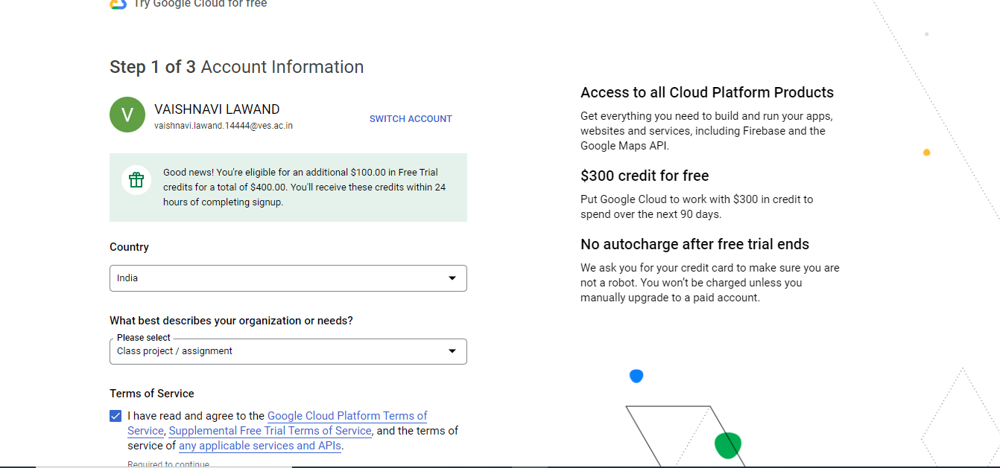 Try Google Cloud for free
Step 1 of 3 Account Information
V
VAISHNAVI LAWAND
vaishnavi.lawand.14444@ves.ac.in
SWITCH ACCOUNT
Good news! You're eligible for an additional $100.00 in Free Trial
credits for a total of $400.00. You'll receive these credits within 24
hours of completing signup.
Country
India
What best describes your organization or needs?
Please select
Class project / assignment
Terms of Service
I have read and agree to the Google Cloud Platform Terms of
Service, Supplemental Free Trial Terms of Service, and the terms of
service of any applicable services and APIs.
Required to continue
Access to all Cloud Platform Products
Get everything you need to build and run your apps,
websites and services, including Firebase and the
Google Maps API.
$300 credit for free
Put Google Cloud to work with $300 in credit to
spend over the next 90 days.
No autocharge after free trial ends
We ask you for your credit card to make sure you are
not a robot. You won’t be charged unless you
manually upgrade to a paid account.